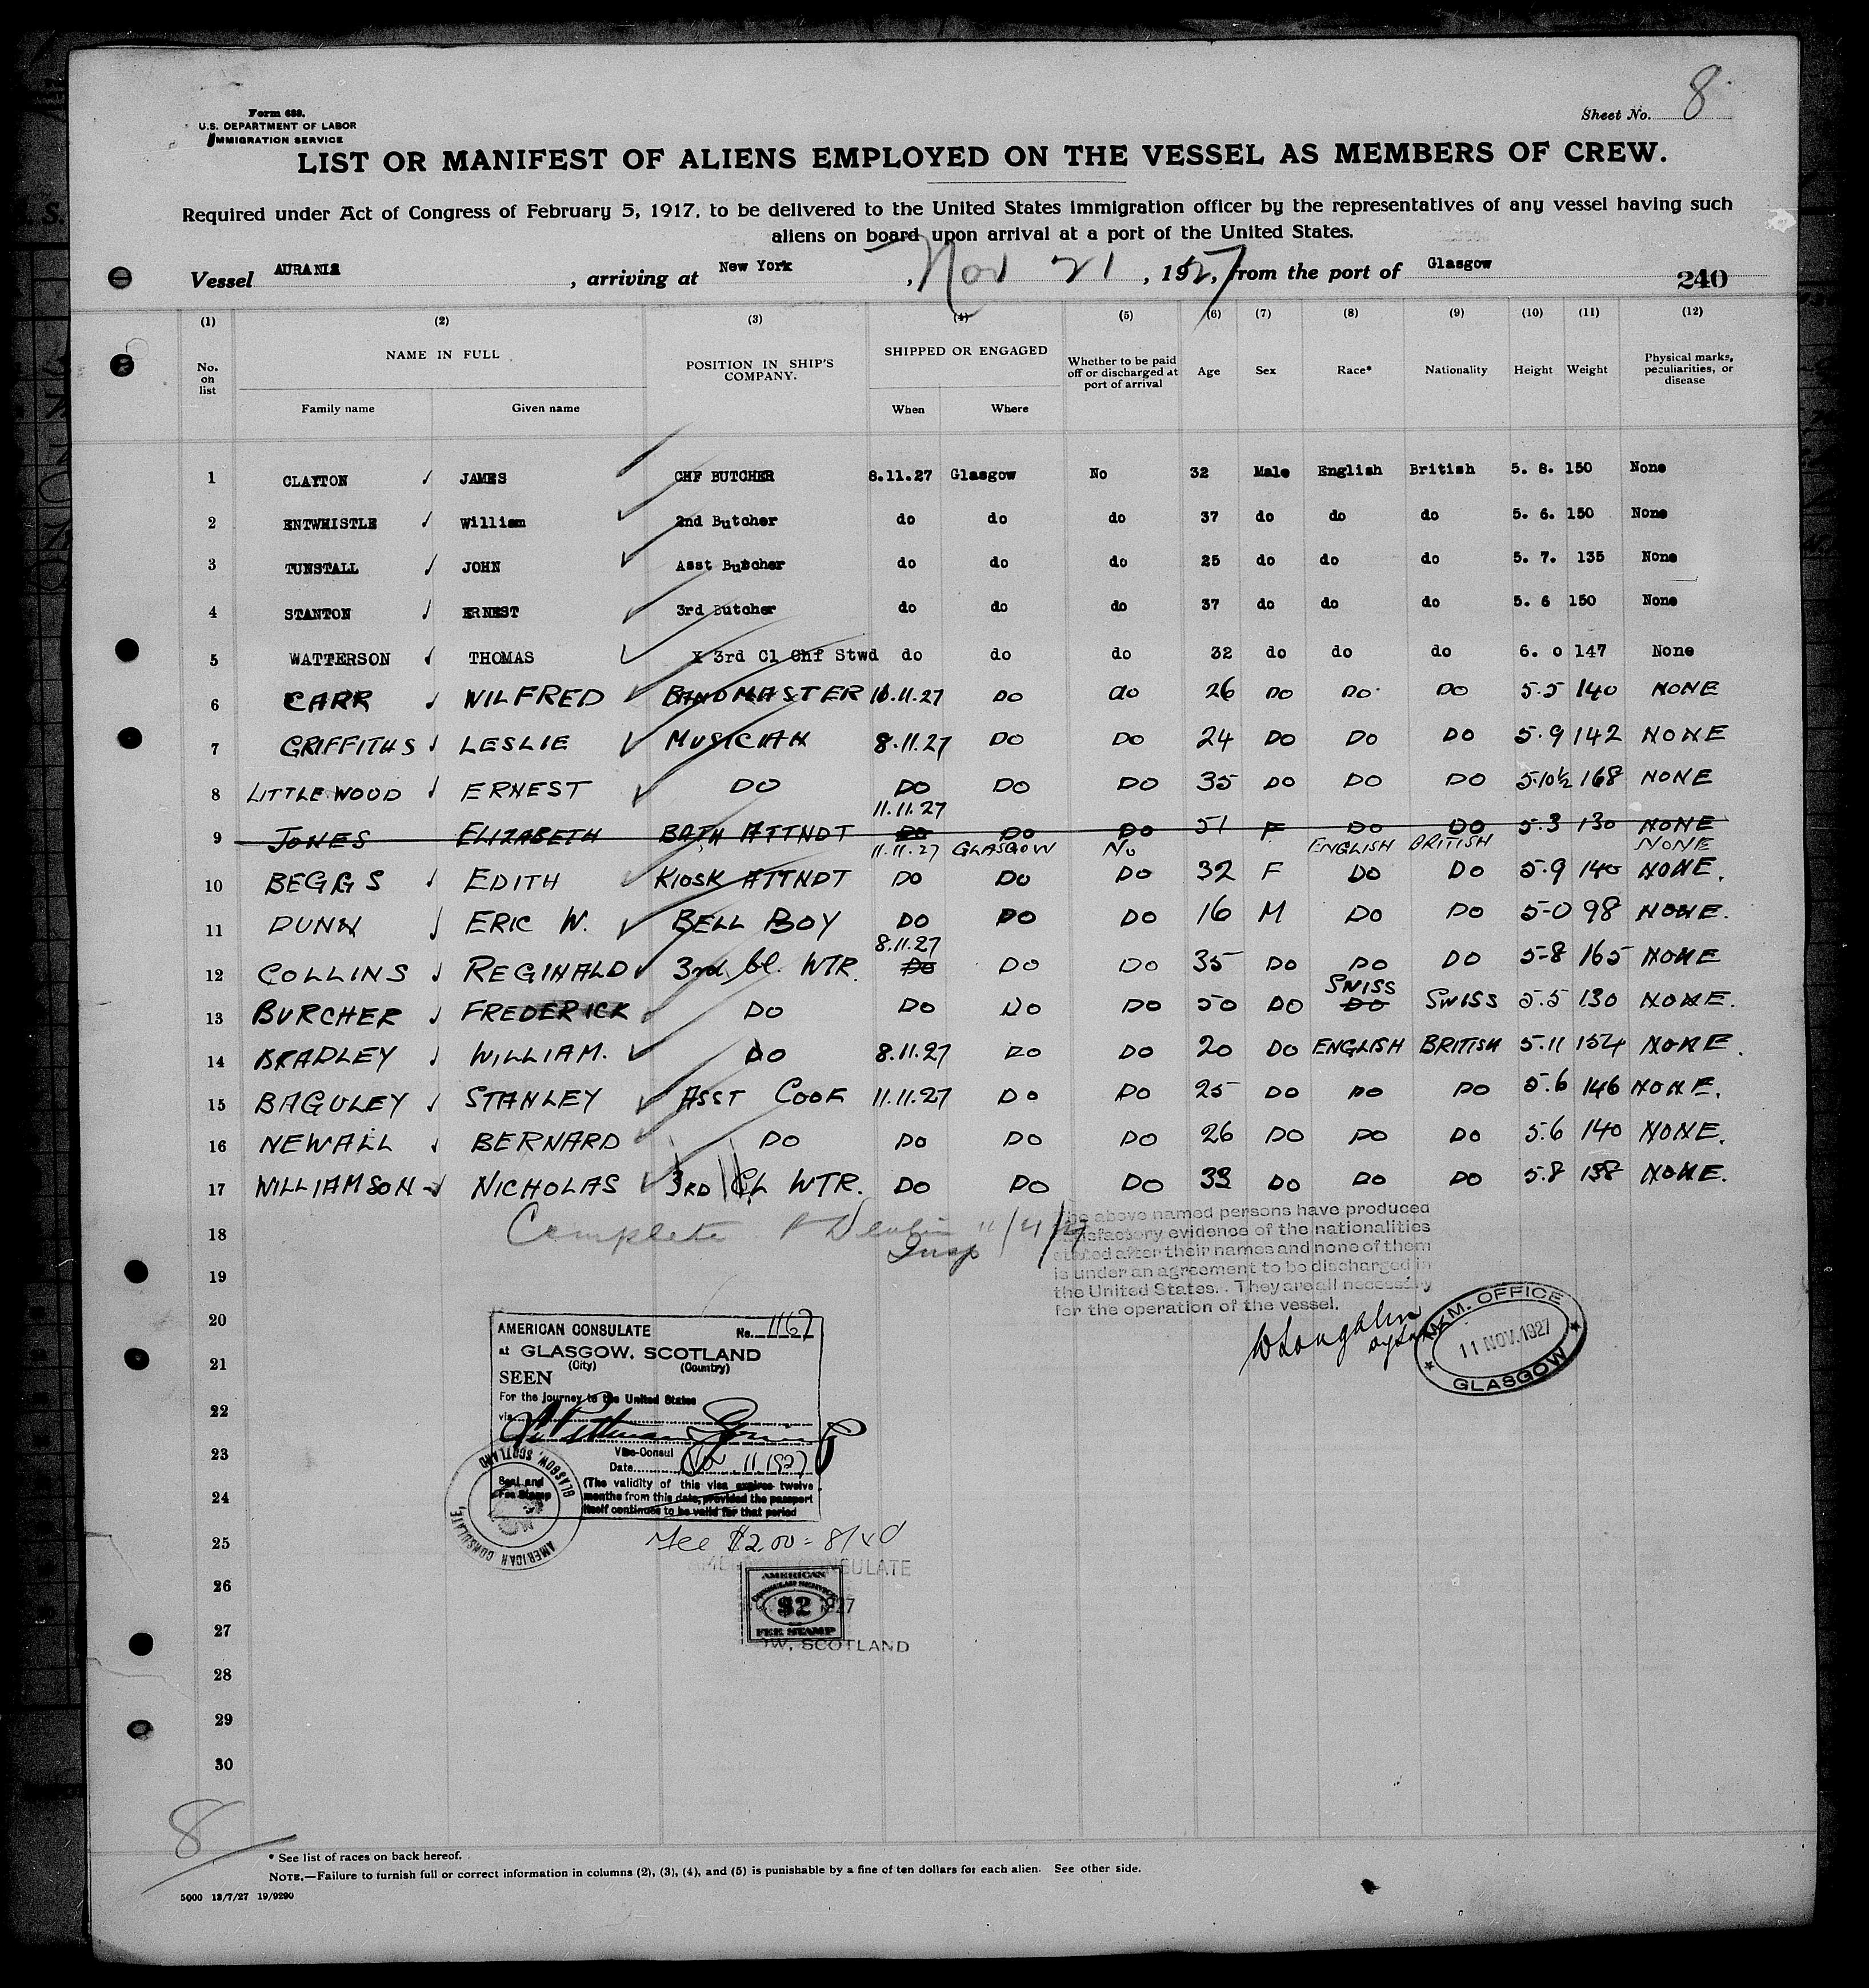 Form 689.
U.S. DEPARTMENT OF LABOR
IMMIGRATION SERVICE
Sheet No. 8
LIST OR MANIFEST OF ALIENS EMPLOYED ON THE VESSEL AS MEMBERS OF CREW.
Required under Act of Congress of February 5, 1917, to be delivered to the United States immigration officer by the representatives of any vessel having such
aliens on board upon arrival at a port of the United States.
Vessel AURANIA, arriving at New York, Nov 21, 1927, from the port of Glasgow
240
(1) (2) (3) (4) (5) (6) (7) (8) (9) (10) (11) (12)
No. on list NAME IN FULL POSITION IN SHIP'S COMPANY. SHIPPED OR ENGAGED Whether to be paid off or discharged at port of arrival Age Sex Race* Nationality Height Weight Physical marks, peculiarities, or disease
Family name Given name When Where
1 CLAYTON JAMES CHF BUTCHER 8.11.27 Glasgow No 32 Male English British 5. 8. 150 None
2 ENTWHISTLE William 2nd Butcher do do do 37 do do do 5. 6. 150 None
3 TUNSTALL JOHN Asst Butcher do do do 25 do do do 5. 7. 135 None
4 STANTON ERNEST 3rd Butcher do do do 37 do do do 5. 6 150 None
5 WATTERSON THOMAS X 3rd Cl Chf Stwd do do do 32 do do do 6. 0 147 None
6 CARR WILFRED BANDMASTER 10.11.27 DO do 26 DO DO DO 5.5 140 NONE
7 GRIFFITHS LESLIE MUSICIAN 8.11.27 DO DO 24 DO DO DO 5.9 142 NONE
8 LITTLEWOOD ERNEST DO DO DO DO 35 DO DO DO 5.10½ 168 NONE
11.11.27
9 JONES ELIZABETH BATH ATTNDT DO DO DO 51 F DO DO 5.3 130 NONE
11.11.27 GLASGOW No ENGLISH BRITISH NONE
10 BEGGS EDITH KIOSK ATTNDT DO DO DO 32 F DO DO 5.9 140 NONE.
11 DUNN ERIC W. BELL BOY DO DO DO 16 M DO DO 5-0 98 NONE.
8.11.27
12 COLLINS REGINALD 3rd Cl. WTR. DO DO DO 35 DO DO DO 5-8 165 NONE
SWISS
13 BURCHER FREDERICK DO DO DO DO 50 DO DO SWISS 5.5 130 NONE.
14 BRADLEY WILLIAM. DO 8.11.27 DO DO 20 DO ENGLISH BRITISH 5.11 154 NONE.
15 BAGULEY STANLEY ASST COOK 11.11.27 DO DO 25 DO DO DO 5.6 146 NONE.
16 NEWALL BERNARD DO DO DO DO 26 DO DO DO 5.6 140 NONE.
17 WILLIAMSON NICHOLAS 3RD CL WTR. DO DO DO 33 DO DO DO 5.8 138 NONE.
The above named persons have produced
18 Complete Insp
satisfactory evidence of the nationalities
stated after their names and none of them
19
is under an agreement to be discharged in
the United States. They are all necessary
for the operation of the vessel.
20
AMERICAN CONSULATE No. 1167
at GLASGOW, SCOTLAND
(City) (Country)
SEEN
For the journey to the United States
via
Vice-Consul
Date Nov 11 1927
(The validity of this visa expires twelve
months from this date, provided the passport
itself continues to be valid for that period
Seal and
Fee Stamp
AMERICAN CONSULATE, GLASGOW, SCOTLAND
IMM. OFFICE
11 NOV. 1927
GLASGOW
21
22
23
24
25
Fee $2.00 =
AMERICAN CONSULATE
AMERICAN
CONSULAR SERVICE
$2
1927
FEE STAMP
OW, SCOTLAND
26
27
28
29
30
8
* See list of races on back hereof.
NOTE.—Failure to furnish full or correct information in columns (2), (3), (4), and (5) is punishable by a fine of ten dollars for each alien. See other side.
5000 13/7/27 19/9290